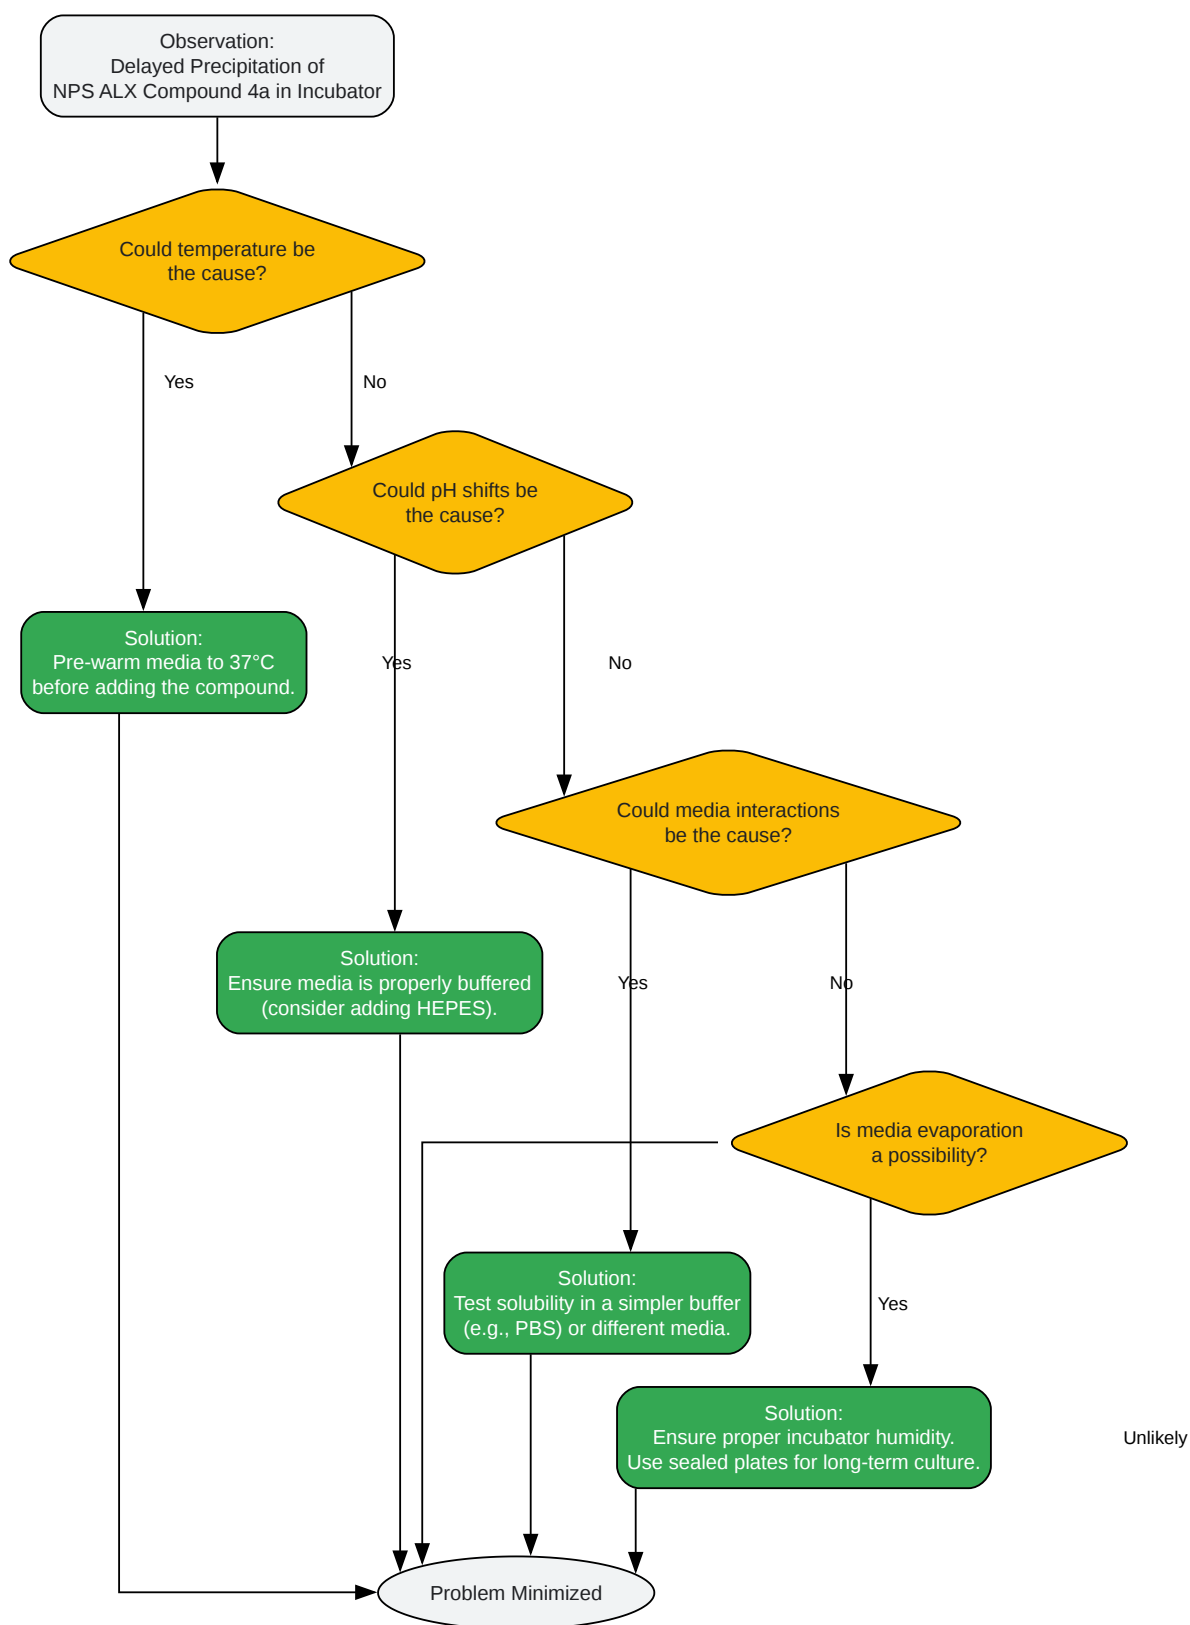 Observation:
Delayed Precipitation of
NPS ALX Compound 4a in Incubator
Could temperature be
the cause?
Yes
No
Could pH shifts be
the cause?
Solution:
Pre-warm media to 37°C
before adding the compound.
Yes
No
Could media interactions
be the cause?
Solution:
Ensure media is properly buffered
(consider adding HEPES).
Yes
No
Is media evaporation
a possibility?
Solution:
Test solubility in a simpler buffer
(e.g., PBS) or different media.
Yes
Solution:
Ensure proper incubator humidity.
Use sealed plates for long-term culture.
Unlikely
Problem Minimized